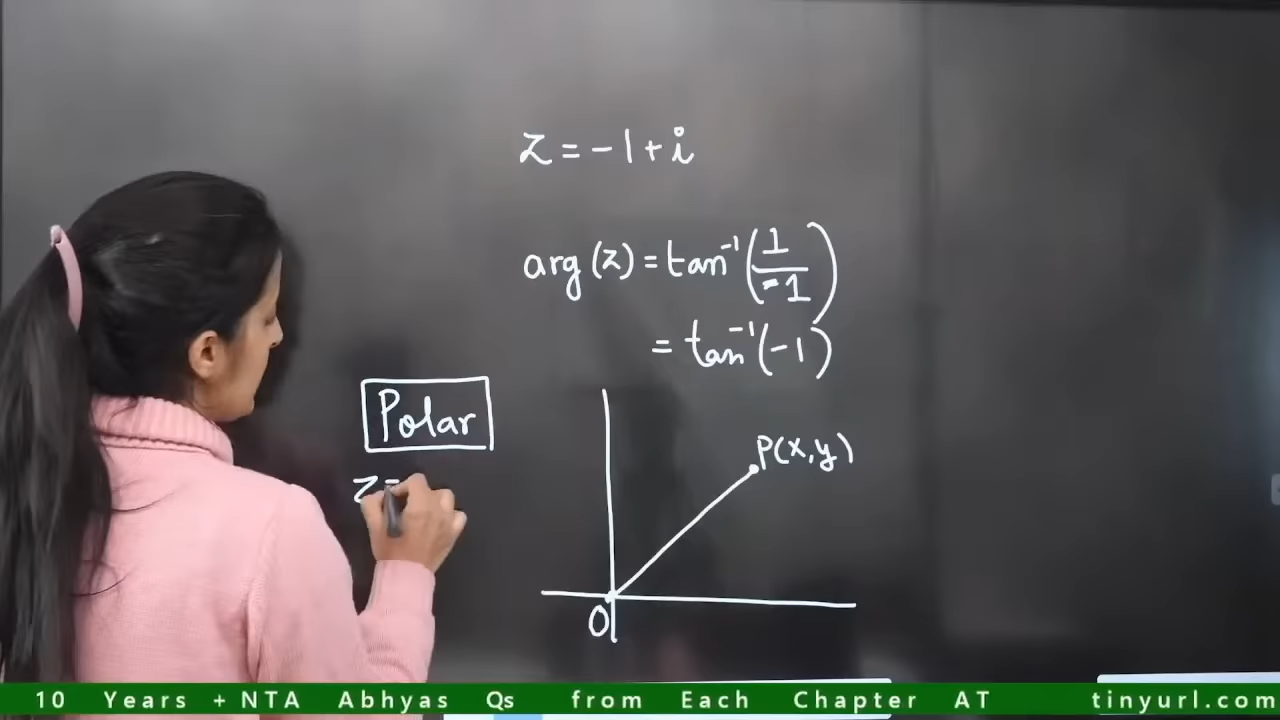 z = -1 + i
arg (z) = tan⁻¹(1/-1)
= tan⁻¹(-1)
Polar
z =
P(x,y)
O
10 Years + NTA Abhyas Qs from Each Chapter AT tinyurl.com